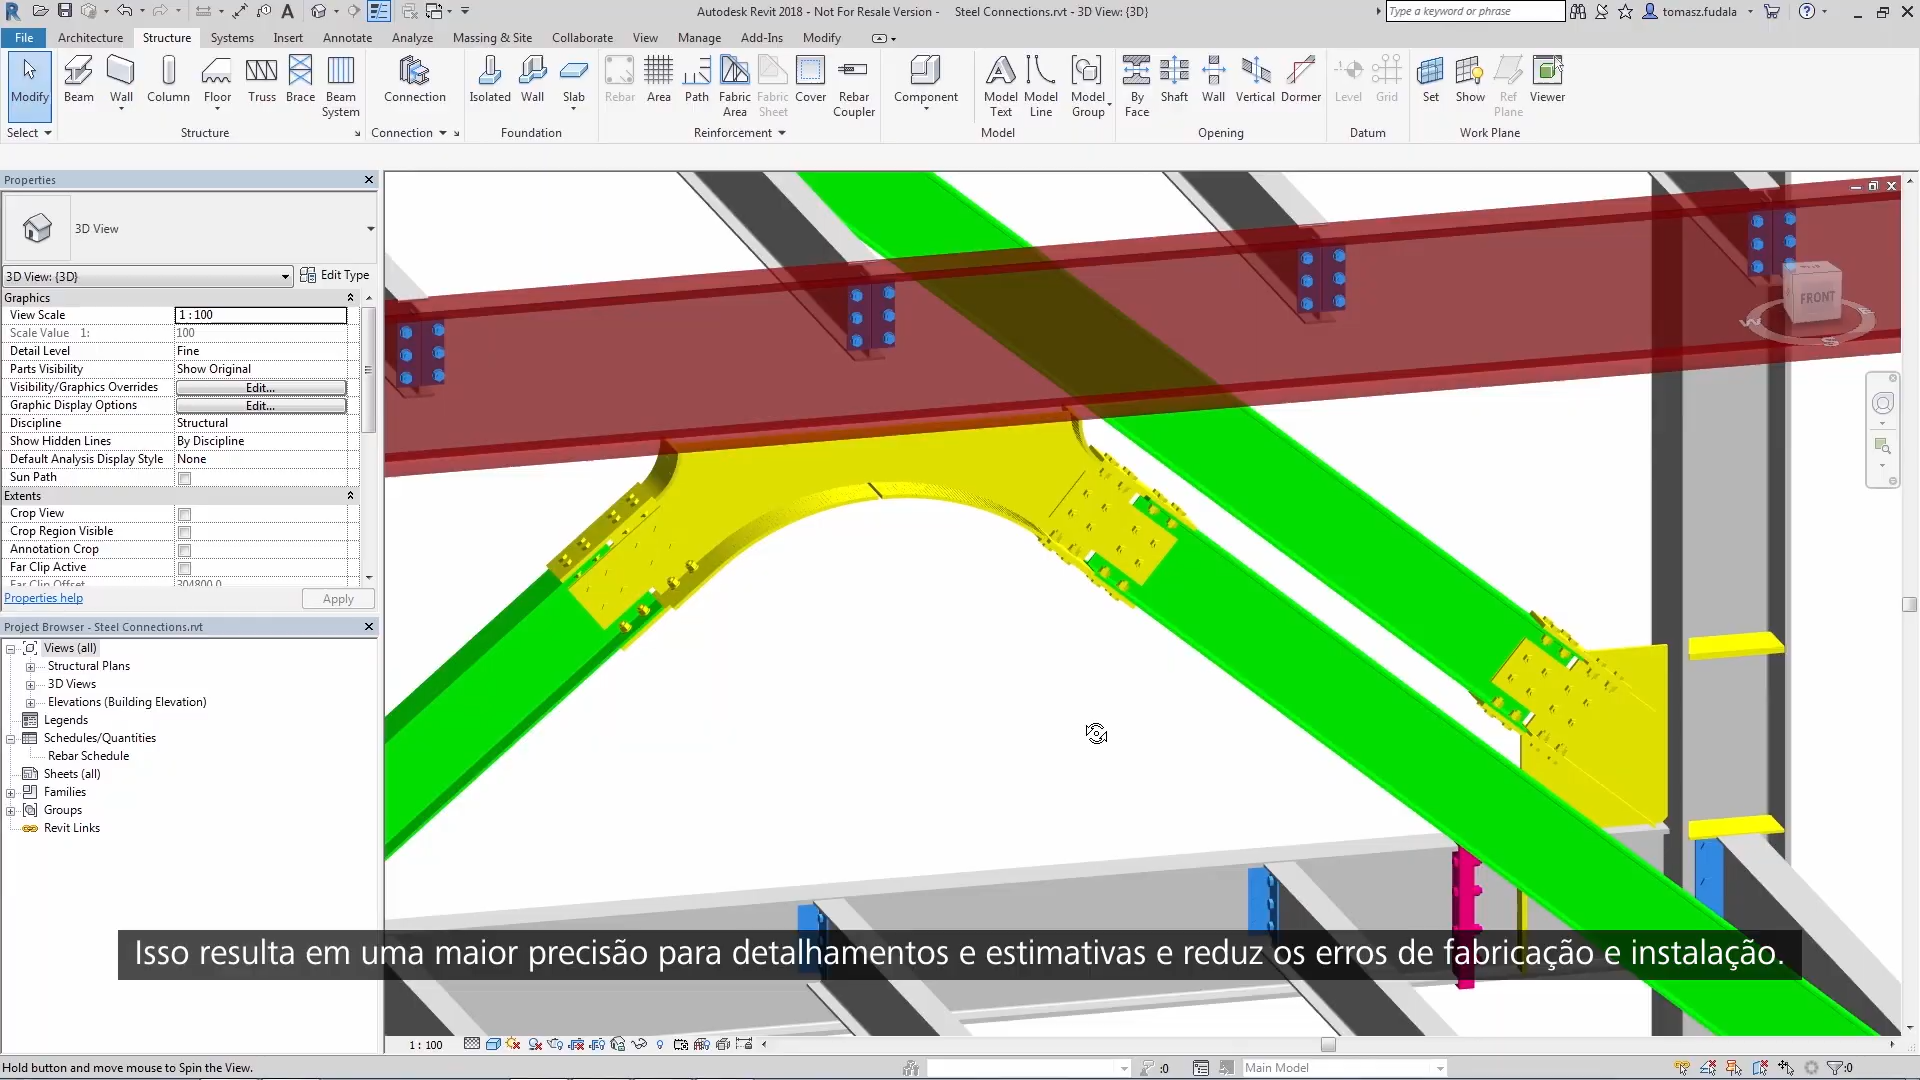 Autodesk Revit 2018 - Not For Resale Version - Steel Connections.rvt - 3D View: {3D}
Type a keyword or phrase
tomasz.fudala
File Architecture Structure Systems Insert Annotate Analyze Massing & Site Collaborate View Manage Add-Ins Modify
Modify Beam Wall Column Floor Truss Brace Beam System Connection Isolated Wall Slab Rebar Area Path Fabric Area Fabric Sheet Cover Rebar Coupler Component Model Text Model Line Model Group By Face Shaft Wall Vertical Dormer Level Grid Set Show Ref Plane Viewer
Select Structure Connection Foundation Reinforcement Model Opening Datum Work Plane
Properties
3D View
3D View: {3D} Edit Type
Graphics
View Scale 1 : 100
Scale Value 1: 100
Detail Level Fine
Parts Visibility Show Original
Visibility/Graphics Overrides Edit...
Graphic Display Options Edit...
Discipline Structural
Show Hidden Lines By Discipline
Default Analysis Display Style None
Sun Path
Extents
Crop View
Crop Region Visible
Annotation Crop
Far Clip Active
Far Clip Offset 304800.0
Properties help Apply
Project Browser - Steel Connections.rvt
Views (all)
Structural Plans
3D Views
Elevations (Building Elevation)
Legends
Schedules/Quantities
Rebar Schedule
Sheets (all)
Families
Groups
Revit Links
FRONT
W S E
Isso resulta em uma maior precisão para detalhamentos e estimativas e reduz os erros de fabricação e instalação.
1 : 100
Hold button and move mouse to Spin the View.
:0
Main Model
:0